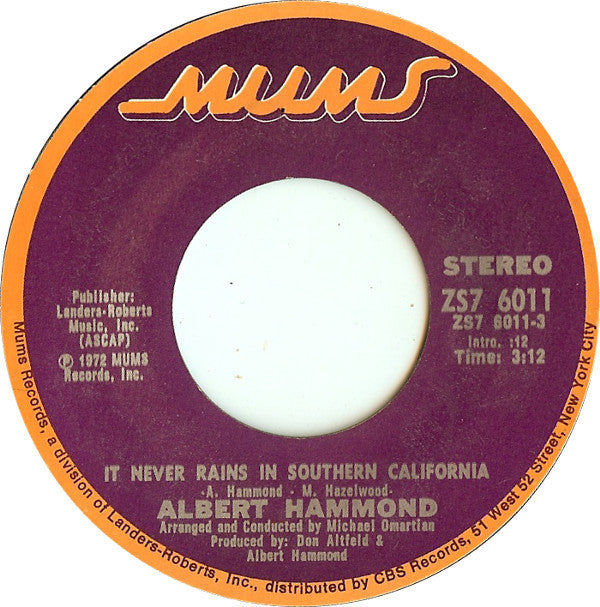 MUMS
STEREO
ZS7 6011
ZS7 6011-3
Intro. :12
Time: 3:12
Publisher:
Landers-Roberts
Music, Inc.
(ASCAP)
Ⓟ 1972 MUMS
Records, Inc.
IT NEVER RAINS IN SOUTHERN CALIFORNIA
-A. Hammond - M. Hazelwood-
ALBERT HAMMOND
Arranged and Conducted by Michael Omartian
Produced by: Don Altfeld &
Albert Hammond
Mums Records, a division of Landers-Roberts, Inc., distributed by CBS Records, 51 West 52 Street, New York City